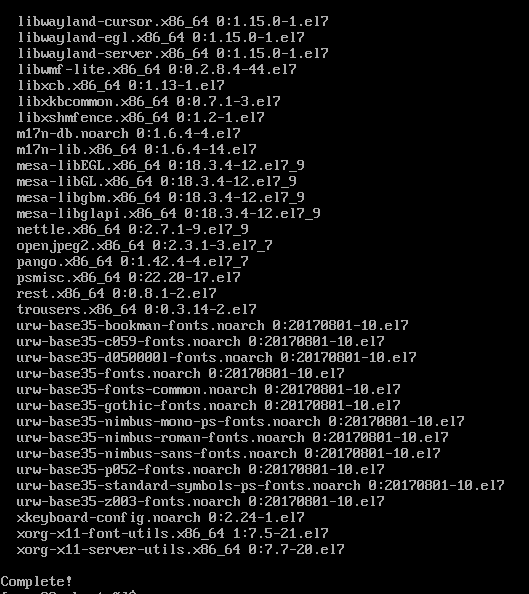 libwayland-cursor.x86_64 0:1.15.0-1.el7
libwayland-egl.x86_64 0:1.15.0-1.el7
libwayland-server.x86_64 0:1.15.0-1.el7
libwmf-lite.x86_64 0:0.2.8.4-44.el7
libxcb.x86_64 0:1.13-1.el7
libxkbcommon.x86_64 0:0.7.1-3.el7
libxshmfence.x86_64 0:1.2-1.el7
m17n-db.noarch 0:1.6.4-4.el7
m17n-lib.x86_64 0:1.6.4-14.el7
mesa-libEGL.x86_64 0:18.3.4-12.el7_9
mesa-libGL.x86_64 0:18.3.4-12.el7_9
mesa-libgbm.x86_64 0:18.3.4-12.el7_9
mesa-libglapi.x86_64 0:18.3.4-12.el7_9
nettle.x86_64 0:2.7.1-9.el7_9
openjpeg2.x86_64 0:2.3.1-3.el7_7
pango.x86_64 0:1.42.4-4.el7_7
psmisc.x86_64 0:22.20-17.el7
rest.x86_64 0:0.8.1-2.el7
trousers.x86_64 0:0.3.14-2.el7
urw-base35-bookman-fonts.noarch 0:20170801-10.el7
urw-base35-c059-fonts.noarch 0:20170801-10.el7
urw-base35-d050000l-fonts.noarch 0:20170801-10.el7
urw-base35-fonts.noarch 0:20170801-10.el7
urw-base35-fonts-common.noarch 0:20170801-10.el7
urw-base35-gothic-fonts.noarch 0:20170801-10.el7
urw-base35-nimbus-mono-ps-fonts.noarch 0:20170801-10.el7
urw-base35-nimbus-roman-fonts.noarch 0:20170801-10.el7
urw-base35-nimbus-sans-fonts.noarch 0:20170801-10.el7
urw-base35-p052-fonts.noarch 0:20170801-10.el7
urw-base35-standard-symbols-ps-fonts.noarch 0:20170801-10.el7
urw-base35-z003-fonts.noarch 0:20170801-10.el7
xkeyboard-config.noarch 0:2.24-1.el7
xorg-x11-font-utils.x86_64 1:7.5-21.el7
xorg-x11-server-utils.x86_64 0:7.7-20.el7
Complete!